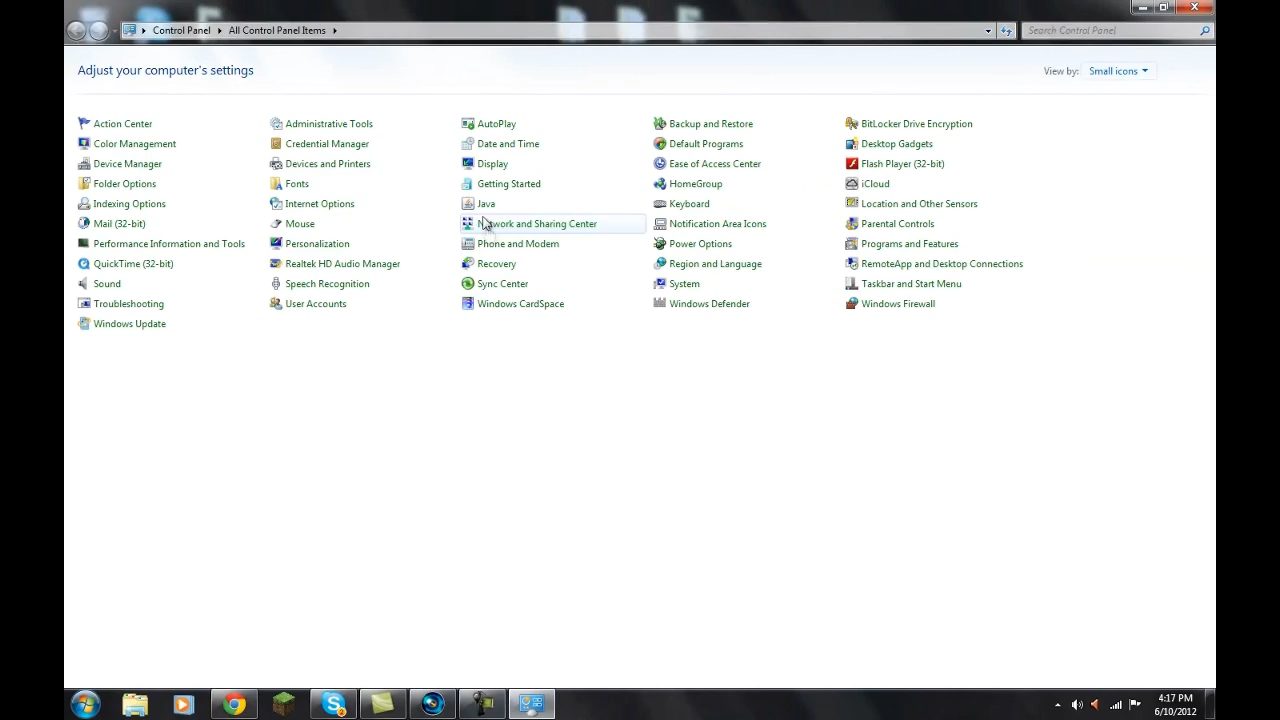 Control Panel All Control Panel Items Search Control Panel
Adjust your computer's settings View by: Small icons
Action Center Administrative Tools AutoPlay Backup and Restore BitLocker Drive Encryption
Color Management Credential Manager Date and Time Default Programs Desktop Gadgets
Device Manager Devices and Printers Display Ease of Access Center Flash Player (32-bit)
Folder Options Fonts Getting Started HomeGroup iCloud
Indexing Options Internet Options Java Keyboard Location and Other Sensors
Mail (32-bit) Mouse Network and Sharing Center Notification Area Icons Parental Controls
Performance Information and Tools Personalization Phone and Modem Power Options Programs and Features
QuickTime (32-bit) Realtek HD Audio Manager Recovery Region and Language RemoteApp and Desktop Connections
Sound Speech Recognition Sync Center System Taskbar and Start Menu
Troubleshooting User Accounts Windows CardSpace Windows Defender Windows Firewall
Windows Update
4:17 PM
6/10/2012